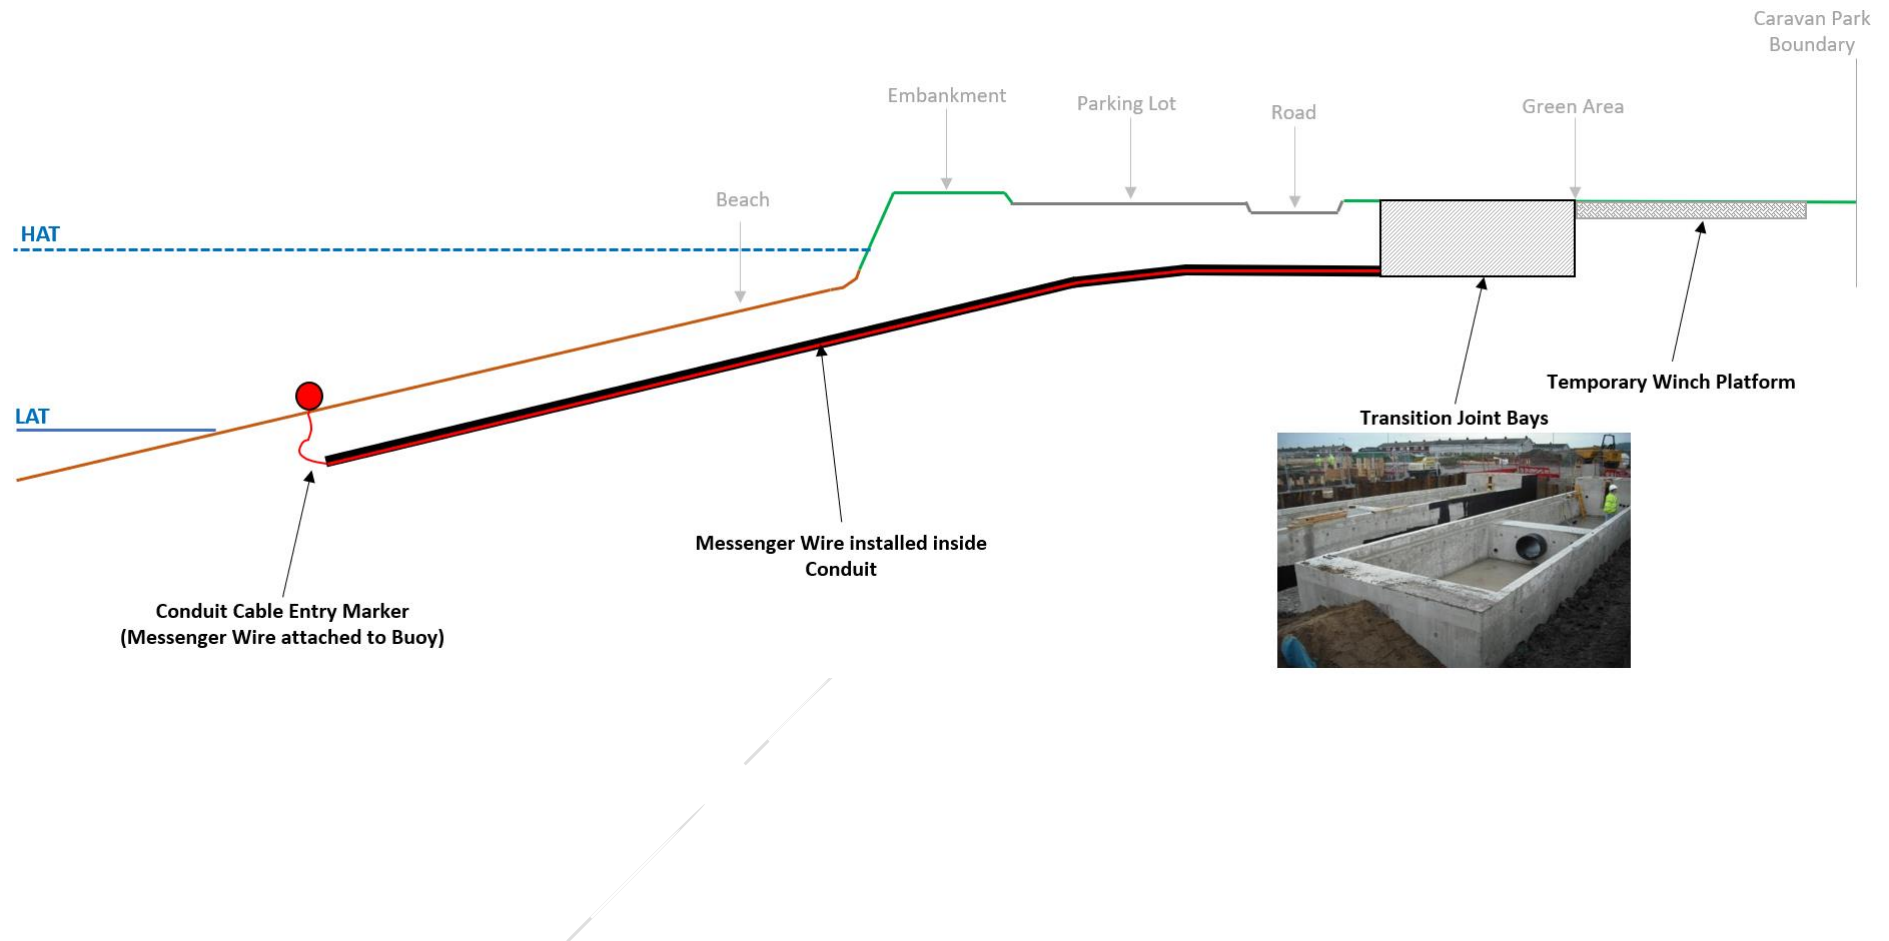 Caravan Park
Boundary
Embankment
Parking Lot
Road
Green Area
Beach
HAT
LAT
Temporary Winch Platform
Transition Joint Bays
Messenger Wire installed inside
Conduit
Conduit Cable Entry Marker
(Messenger Wire attached to Buoy)